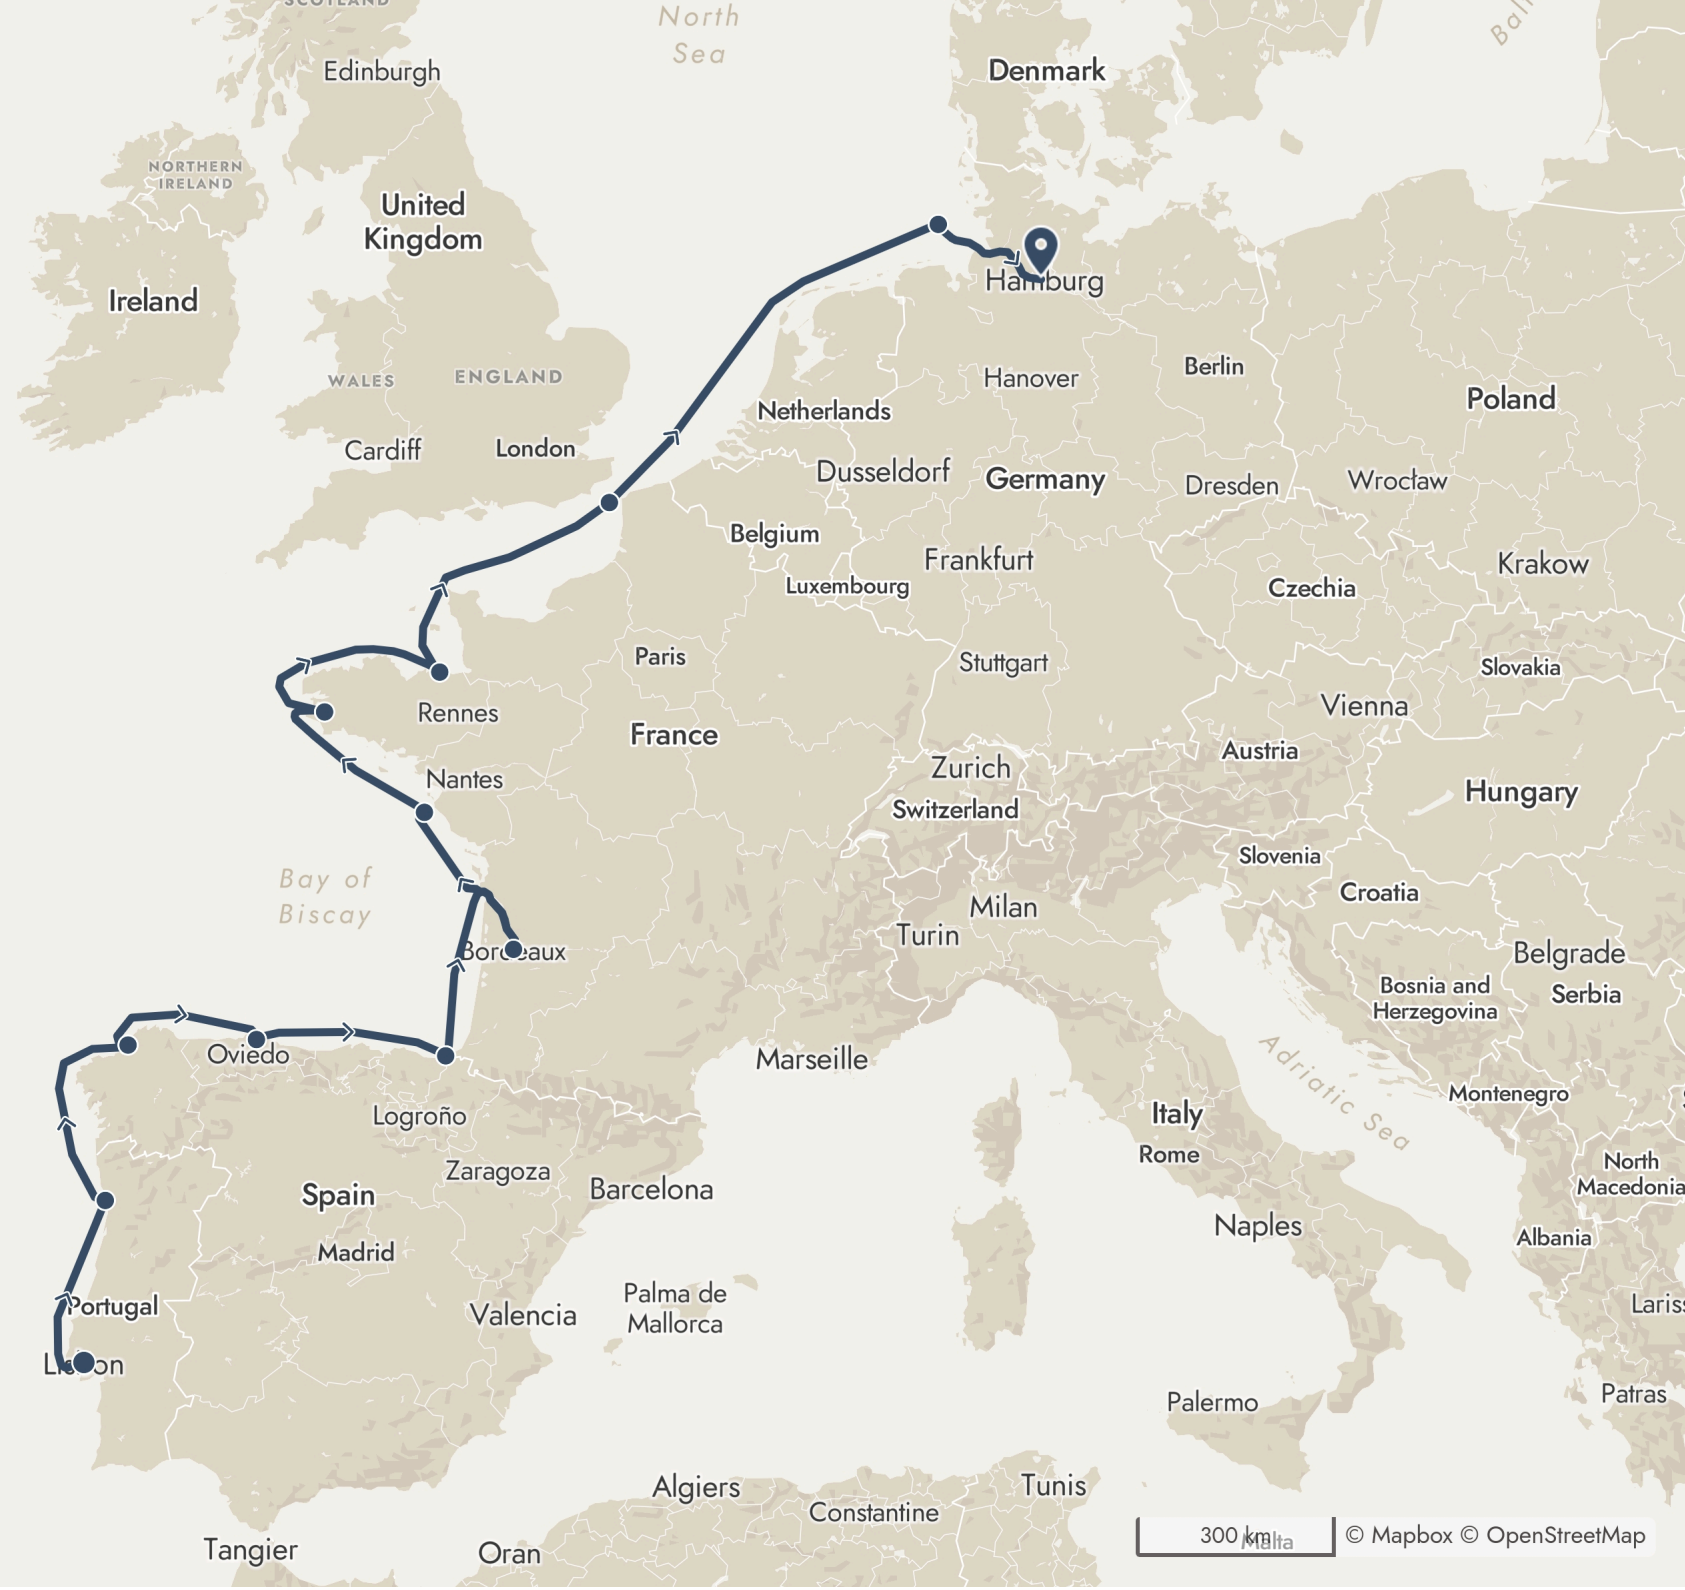 SCOTLAND
North
Sea
Balt
Edinburgh
Denmark
NORTHERN
IRELAND
United
Kingdom
Ireland
Hamburg
WALES
ENGLAND
Hanover
Berlin
Netherlands
Poland
Cardiff
London
Dusseldorf
Germany
Dresden
Wrocław
Belgium
Frankfurt
Krakow
Luxembourg
Czechia
Paris
Stuttgart
Slovakia
Rennes
France
Vienna
Austria
Nantes
Zurich
Hungary
Switzerland
Slovenia
Bay of
Biscay
Croatia
Milan
Turin
Bordeaux
Belgrade
Bosnia and
Herzegovina
Serbia
Oviedo
Marseille
Adriatic Sea
Montenegro
Logroño
Italy
Rome
North
Macedonia
Zaragoza
Spain
Barcelona
Naples
Albania
Madrid
Palma de
Mallorca
Portugal
Valencia
Lariss
Lisbon
Patras
Palermo
Algiers
Tunis
Constantine
300 km
Malta
© Mapbox © OpenStreetMap
Tangier
Oran